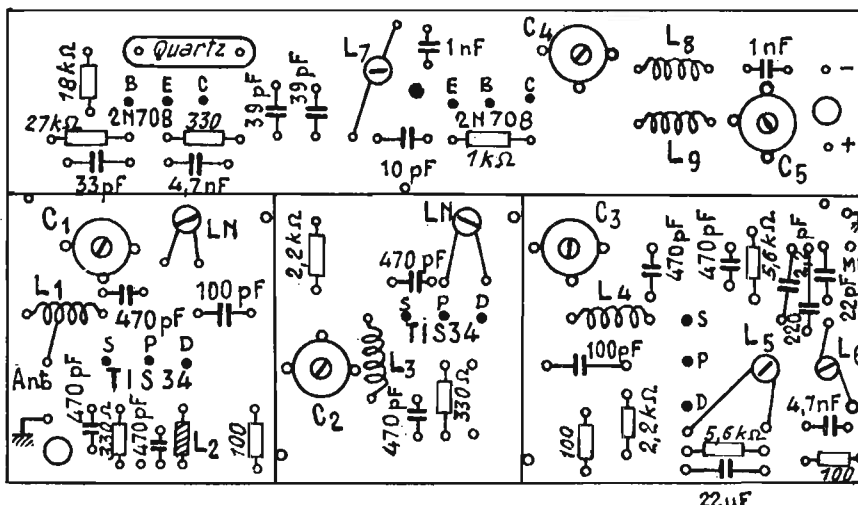 Quartz
18kΩ
B E C
2N708
27kΩ
330
33pF
4,7nF
39pF
39pF
L7
1nF
E B C
2N708
10pF
1kΩ
C4
L8
1nF
-
L9
C5
+
C1
LN
L1
470pF
100pF
S P D
TIS34
Ant
470pF
330Ω
470pF
L2
100
2,2kΩ
LN
470pF
S P D
TIS34
L3
C2
470pF
330Ω
C3
470pF
470pF
5,6kΩ
pF
22pF
L4
220
S
100pF
P
L5
L6
D
4,7nF
100
2,2kΩ
5,6kΩ
100
22µF